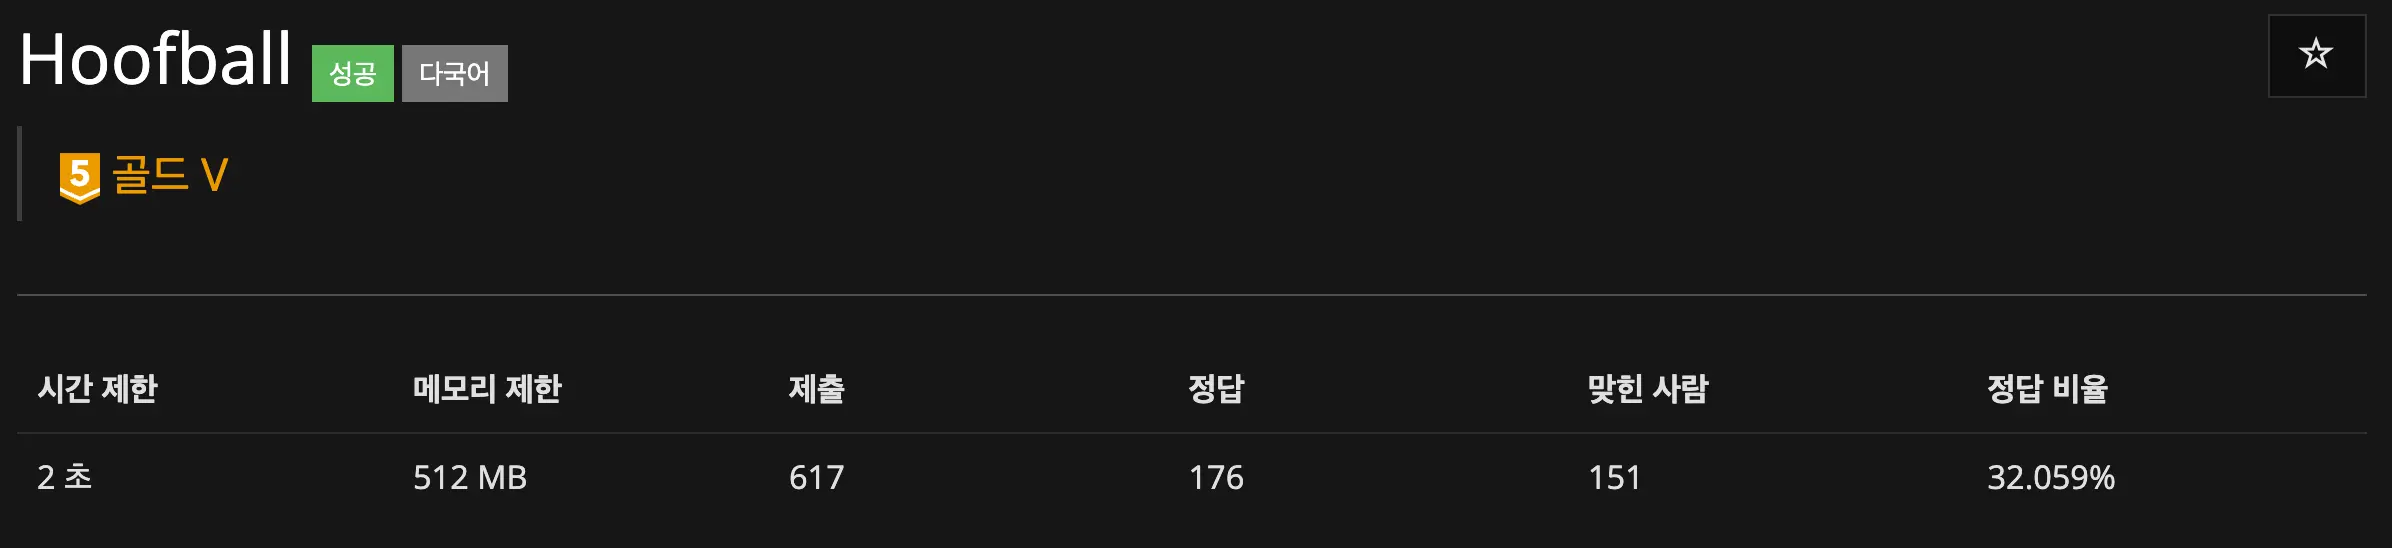 Hoofball 성공 다국어
5 골드 V
시간 제한 메모리 제한 제출 정답 맞힌 사람 정답 비율
2 초 512 MB 617 176 151 32.059%